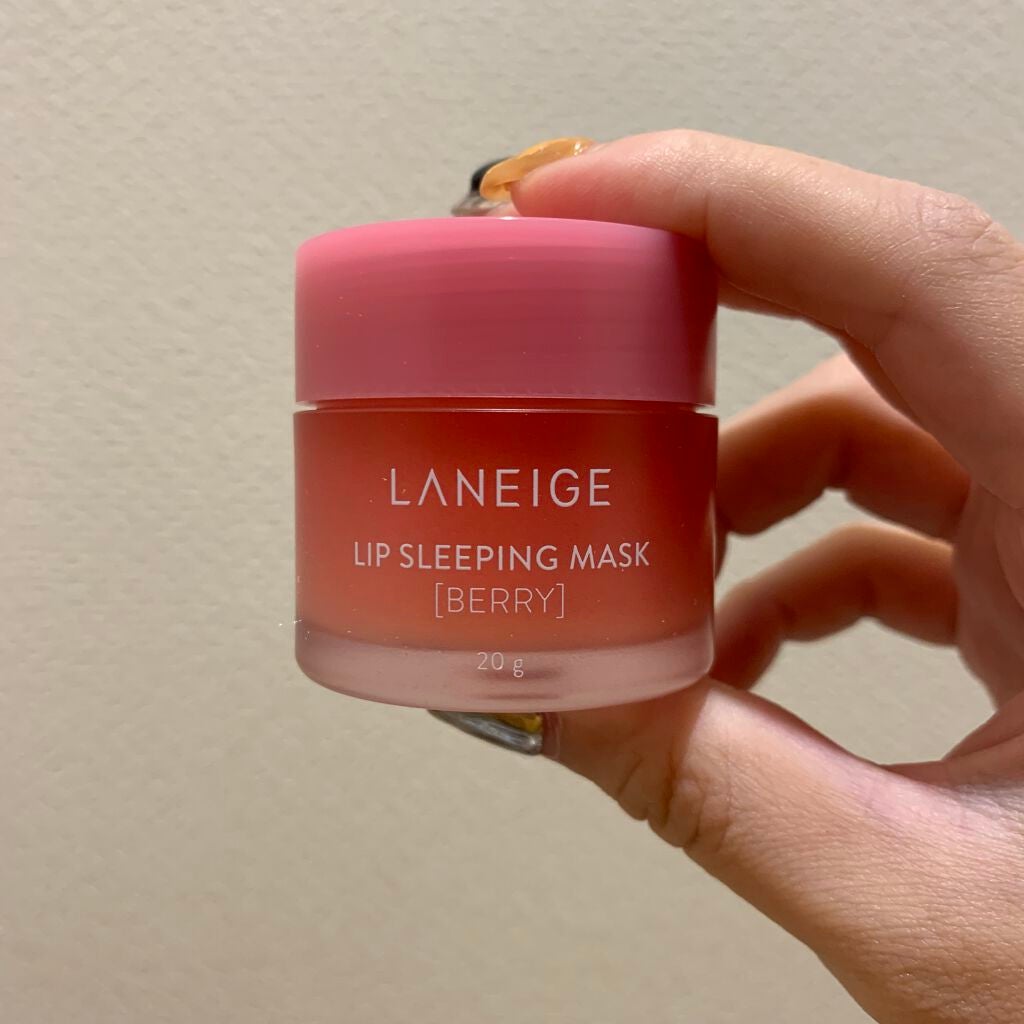 LANEIGE
LIP SLEEPING MASK
[BERRY]
20 g